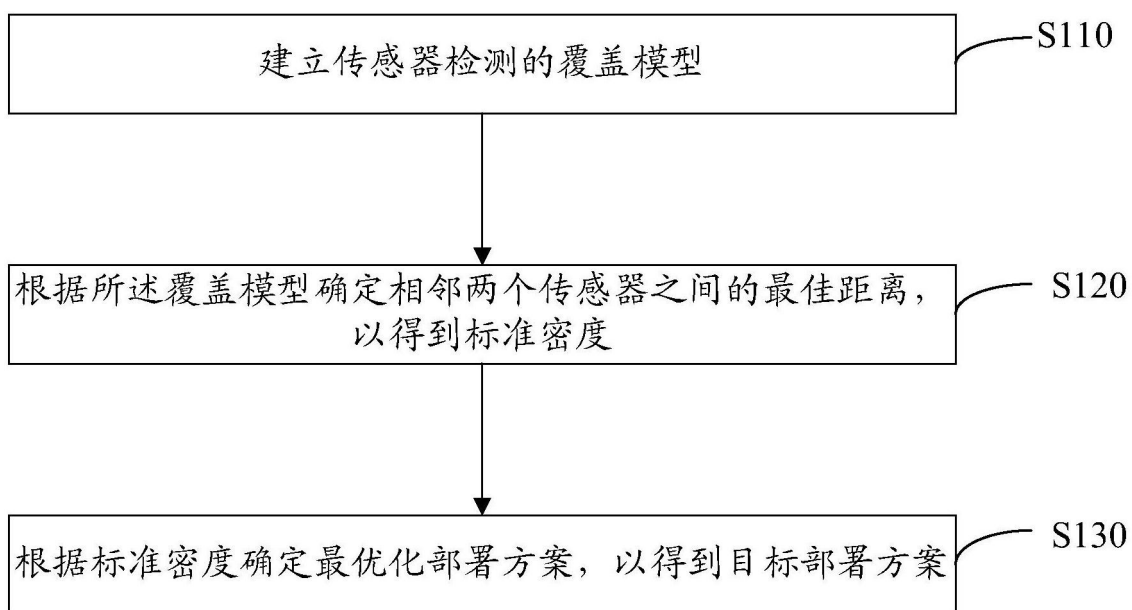 建立传感器检测的覆盖模型
S110
根据所述覆盖模型确定相邻两个传感器之间的最佳距离，
以得到标准密度
S120
根据标准密度确定最优化部署方案，以得到目标部署方案
S130